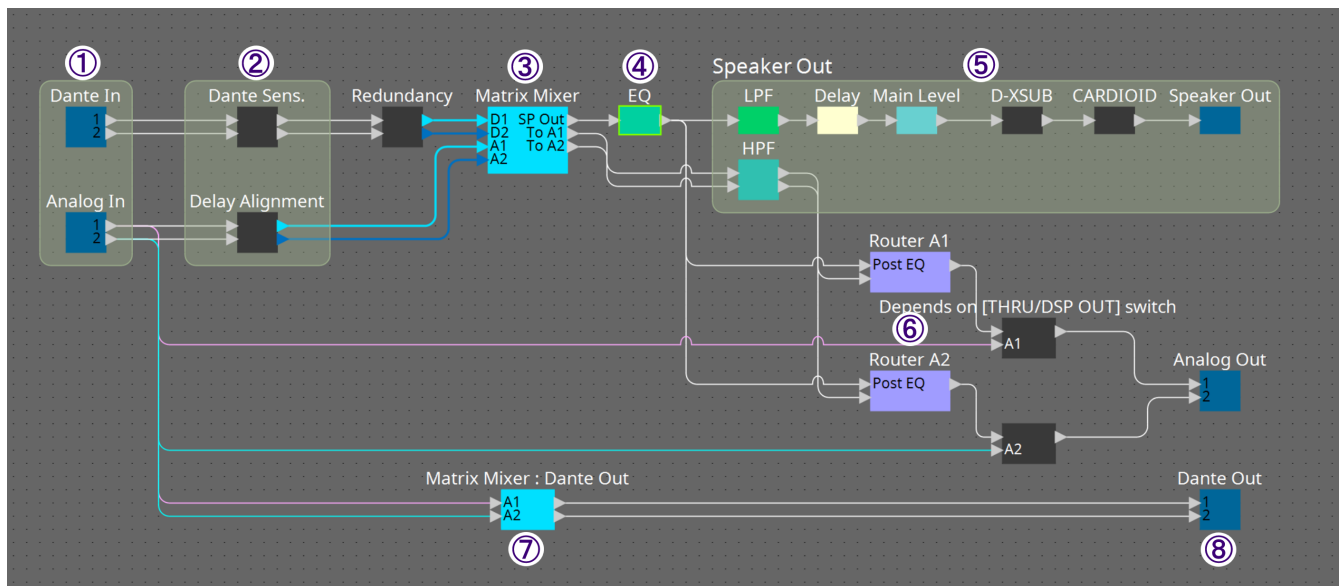 ① ② ③ ④ ⑤
Speaker Out
Dante In Dante Sens. Redundancy Matrix Mixer EQ LPF Delay Main Level D-XSUB CARDIOID Speaker Out
1 D1 SP Out
2 D2 To A1
A1 To A2
A2
HPF
Analog In Delay Alignment
1
2
Router A1
Post EQ
Depends on [THRU/DSP OUT] switch
⑥
A1
Router A2 Analog Out
Post EQ 1
2
A2
Matrix Mixer : Dante Out Dante Out
A1 1
A2 2
⑦ ⑧